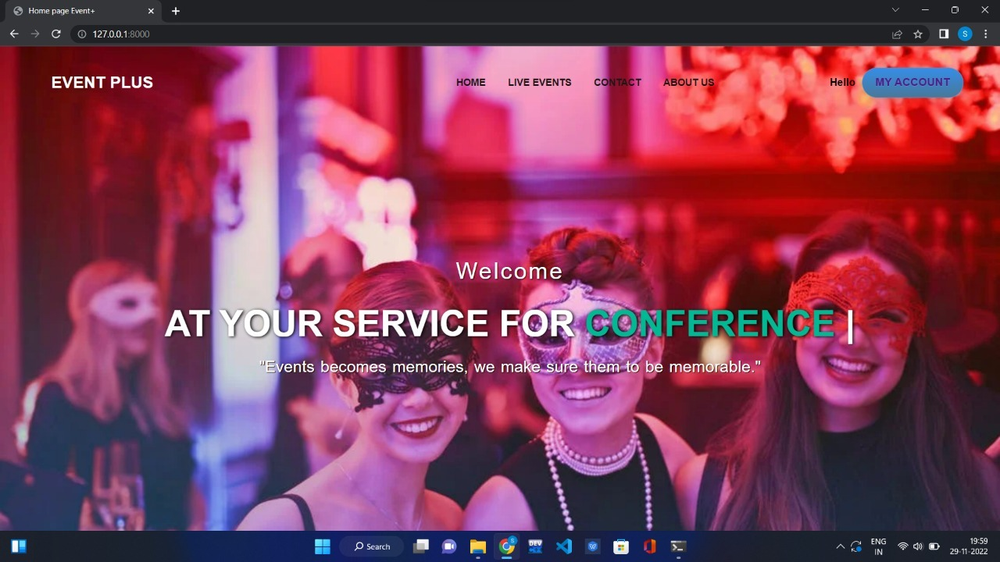 Home page Event+
127.0.0.1:8000
S
EVENT PLUS
HOME LIVE EVENTS CONTACT ABOUT US
Hello MY ACCOUNT
Welcome
AT YOUR SERVICE FOR CONFERENCE |
"Events becomes memories, we make sure them to be memorable."
Search
DEV
ENG
IN
19:59
29-11-2022